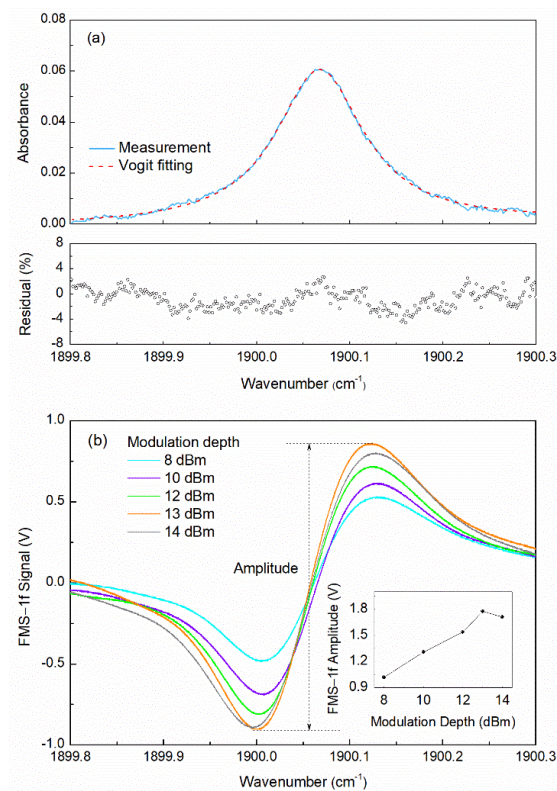 (a)
0.08
0.06
0.04
0.02
0.00
Absorbance
Measurement
Vogit fitting
8
4
0
-4
-8
Residual (%)
1899.8 1899.9 1900.0 1900.1 1900.2 1900.3
Wavenumber (cm-1)
(b)
1.0
0.5
0.0
-0.5
-1.0
FMS-1f Signal (V)
Modulation depth
8 dBm
10 dBm
12 dBm
13 dBm
14 dBm
Amplitude
FMS-1f Amplitude (V)
1.8
1.5
1.2
0.9
8 10 12 14
Modulation Depth (dBm)
1899.8 1899.9 1900.0 1900.1 1900.2 1900.3
Wavenumber (cm-1)